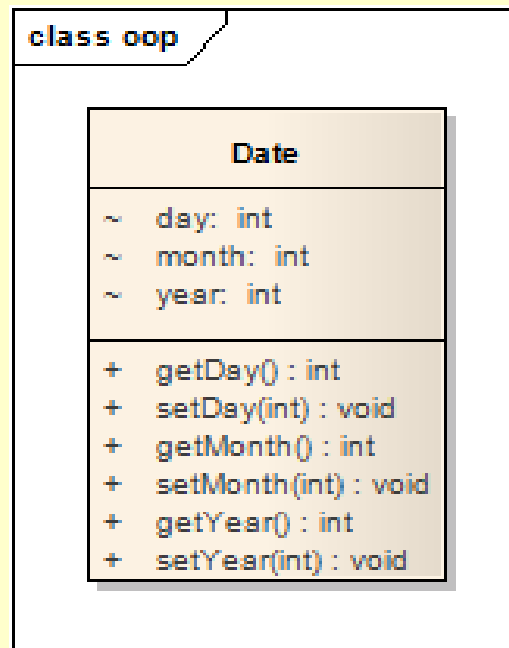 class oop
Date
~ day: int
~ month: int
~ year: int
+ getDay() : int
+ setDay(int) : void
+ getMonth() : int
+ setMonth(int) : void
+ getYear() : int
+ setYear(int) : void